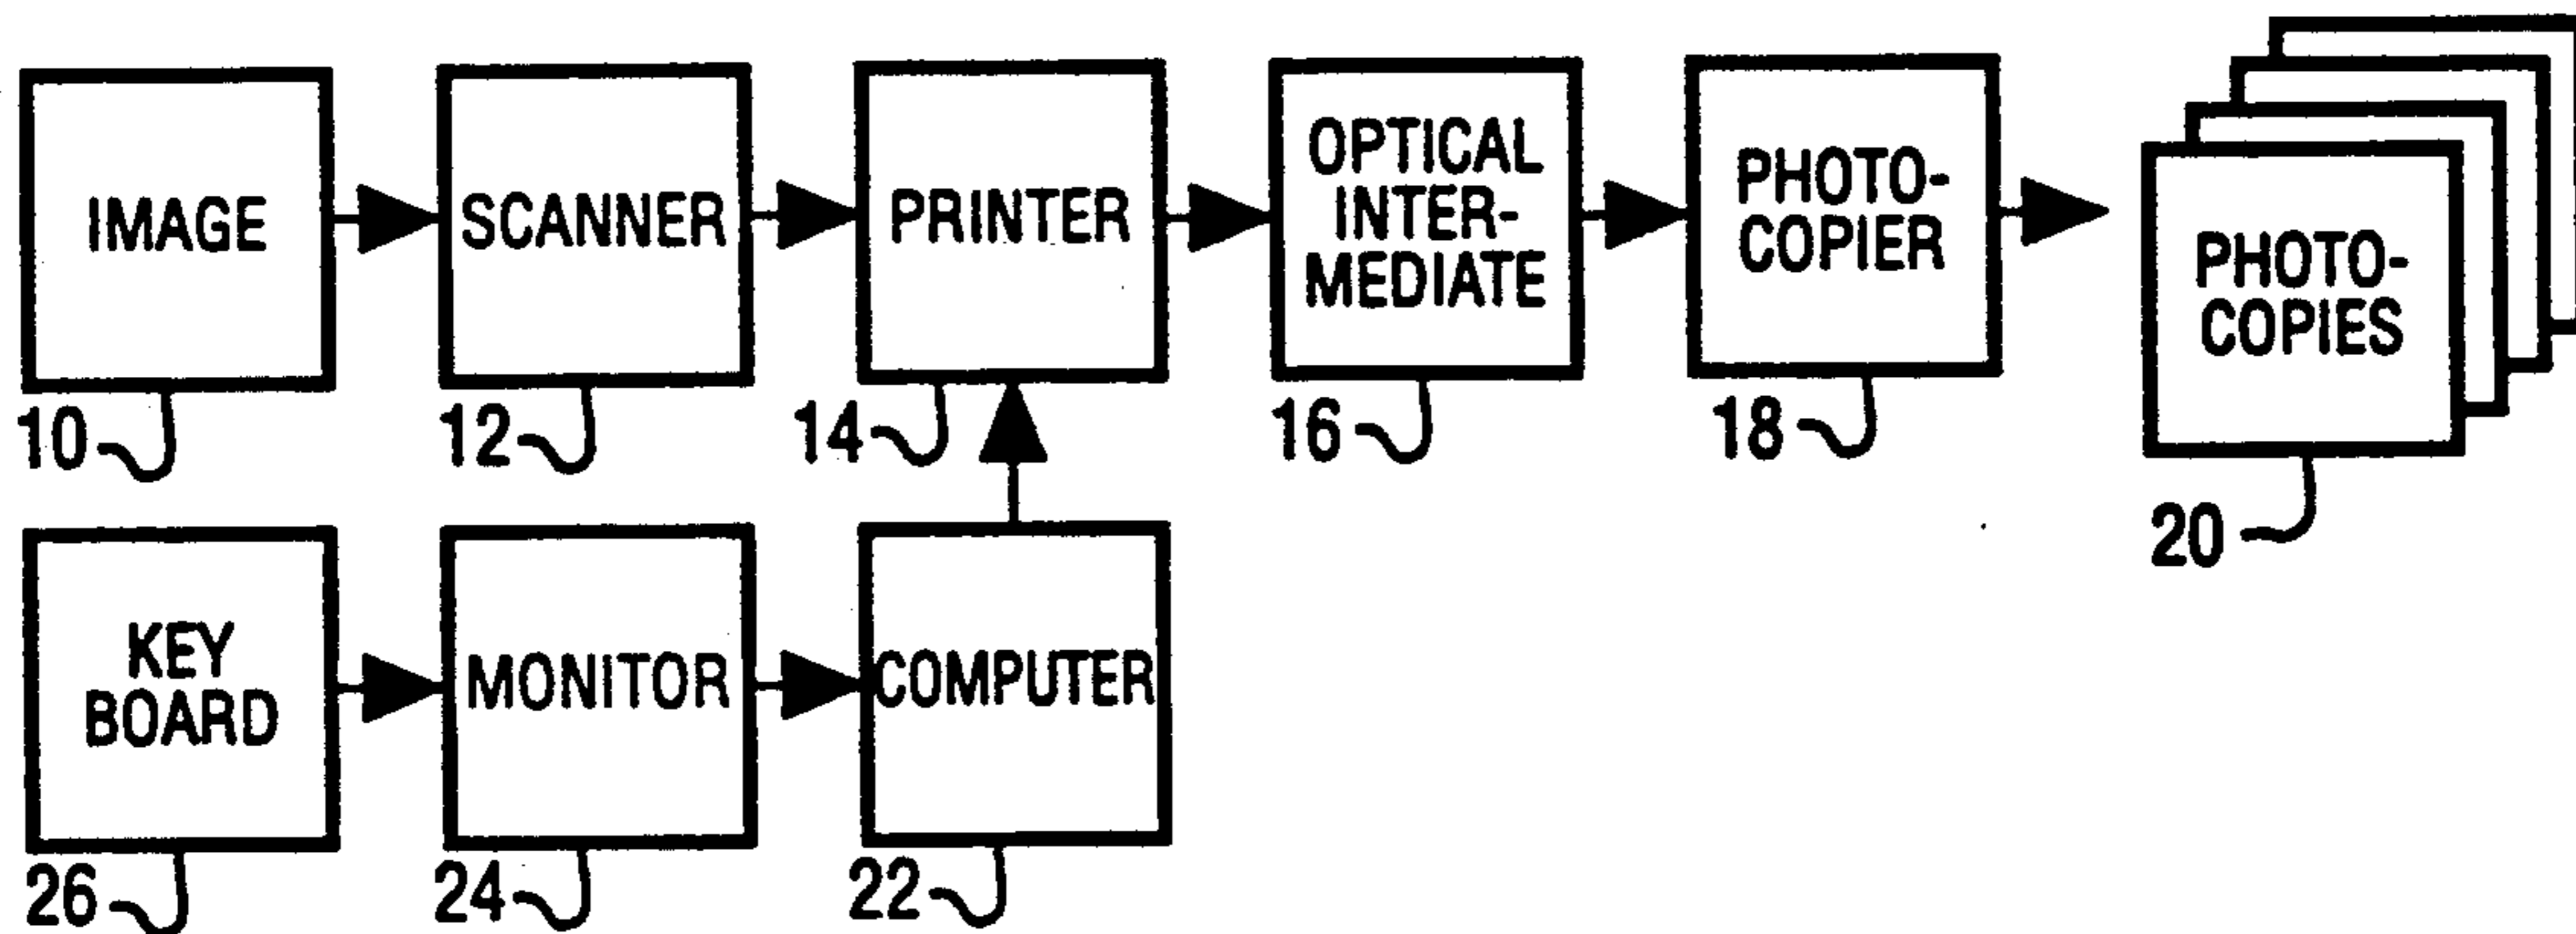 IMAGE
SCANNER
PRINTER
OPTICAL
INTER-
MEDIATE
PHOTO-
COPIER
PHOTO-
COPIES
10
12
14
16
18
20
KEY
BOARD
MONITOR
COMPUTER
26
24
22